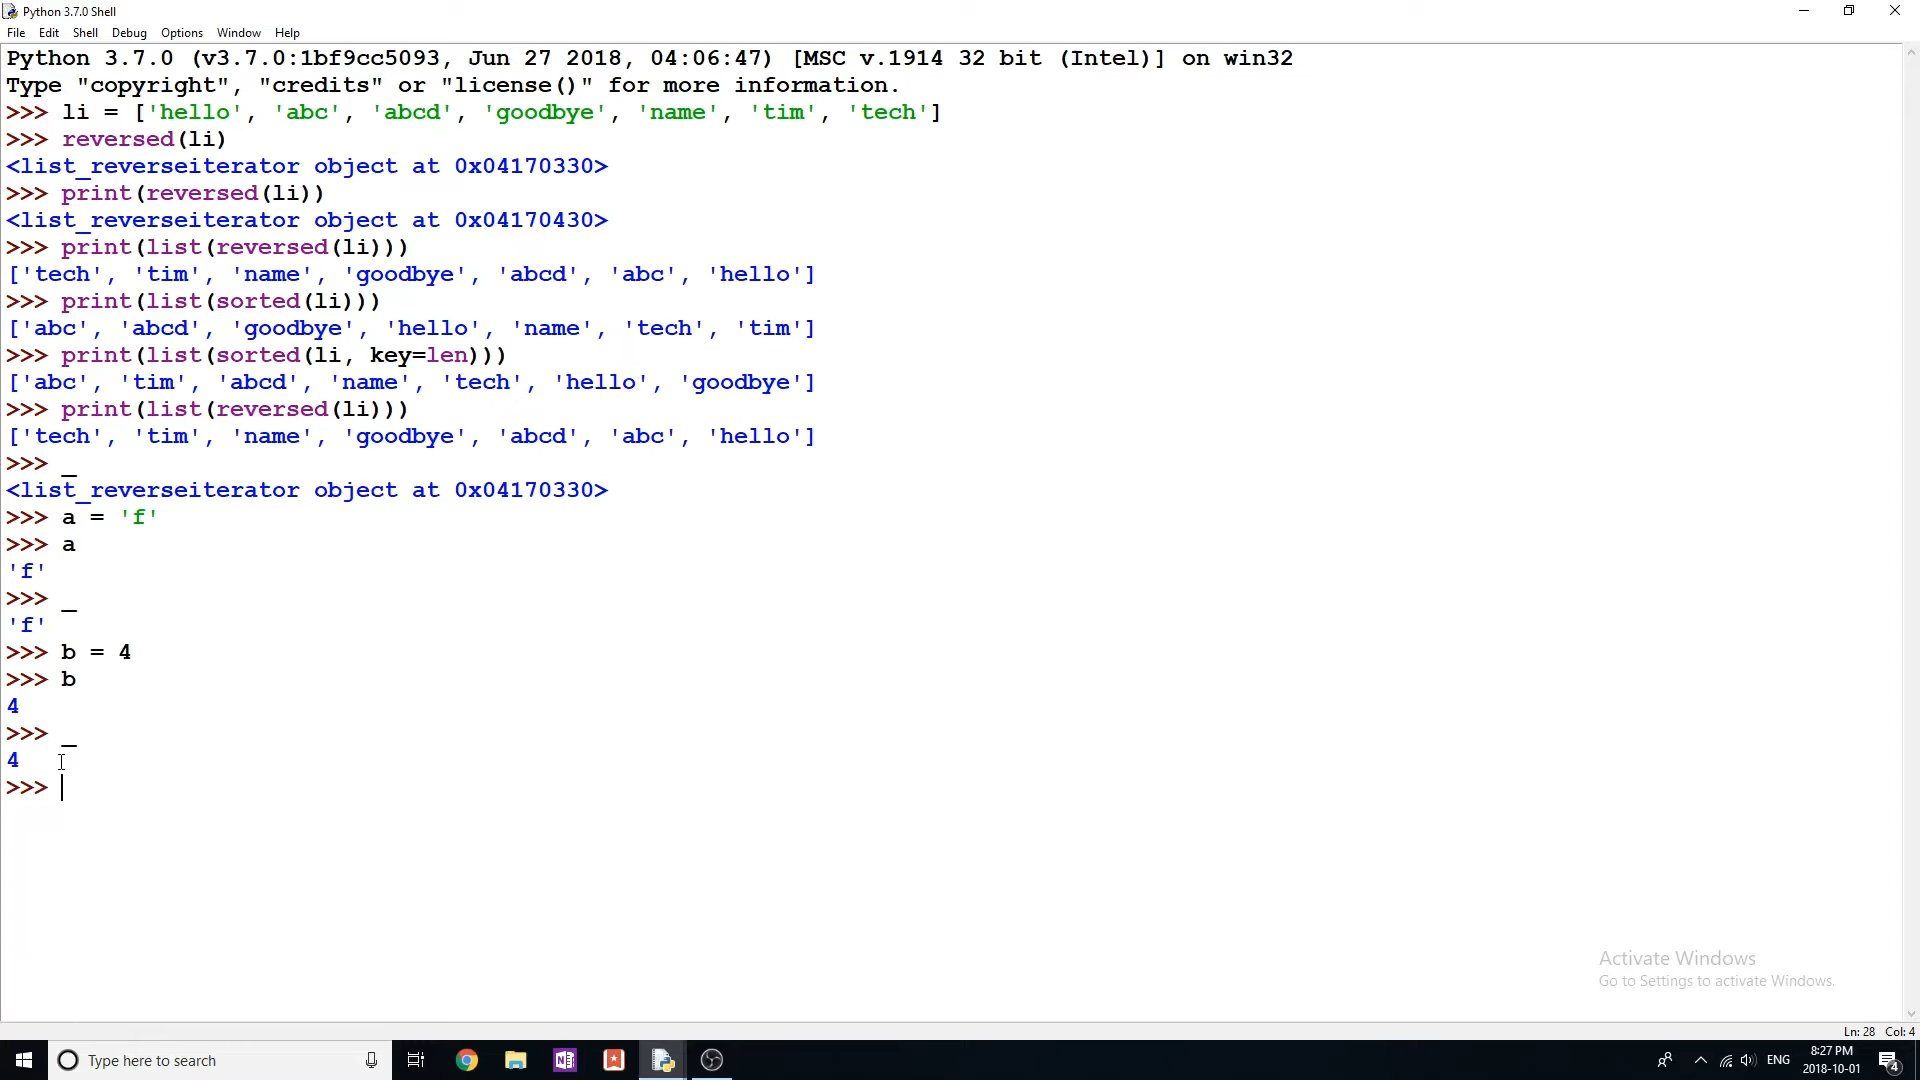 Python 3.7.0 Shell
File Edit Shell Debug Options Window Help
Python 3.7.0 (v3.7.0:1bf9cc5093, Jun 27 2018, 04:06:47) [MSC v.1914 32 bit (Intel)] on win32
Type "copyright", "credits" or "license()" for more information.
>>> li = ['hello', 'abc', 'abcd', 'goodbye', 'name', 'tim', 'tech']
>>> reversed(li)
<list_reverseiterator object at 0x04170330>
>>> print(reversed(li))
<list_reverseiterator object at 0x04170430>
>>> print(list(reversed(li)))
['tech', 'tim', 'name', 'goodbye', 'abcd', 'abc', 'hello']
>>> print(list(sorted(li)))
['abc', 'abcd', 'goodbye', 'hello', 'name', 'tech', 'tim']
>>> print(list(sorted(li, key=len)))
['abc', 'tim', 'abcd', 'name', 'tech', 'hello', 'goodbye']
>>> print(list(reversed(li)))
['tech', 'tim', 'name', 'goodbye', 'abcd', 'abc', 'hello']
>>> _
<list_reverseiterator object at 0x04170330>
>>> a = 'f'
>>> a
'f'
>>> _
'f'
>>> b = 4
>>> b
4
>>> _
4
>>>
Activate Windows
Go to Settings to activate Windows.
Ln: 28 Col: 4
Type here to search
ENG
8:27 PM
2018-10-01
4